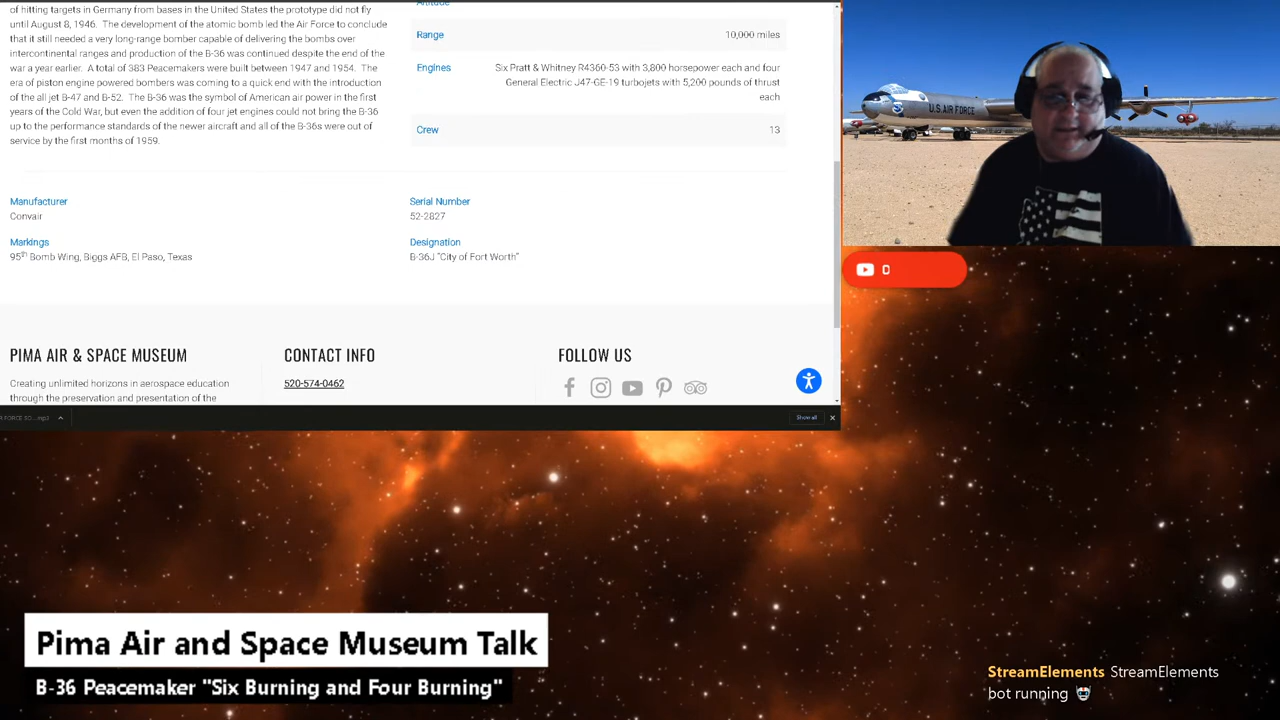 of hitting targets in Germany from bases in the United States the prototype did not fly
until August 8, 1946. The development of the atomic bomb led the Air Force to conclude
that it still needed a very long-range bomber capable of delivering the bombs over
intercontinental ranges and production of the B-36 was continued despite the end of the
war a year earlier. A total of 383 Peacemakers were built between 1947 and 1954. The
era of piston engine powered bombers was coming to a quick end with the introduction
of the all jet B-47 and B-52. The B-36 was the symbol of American air power in the first
years of the Cold War, but even the addition of four jet engines could not bring the B-36
up to the performance standards of the newer aircraft and all of the B-36s were out of
service by the first months of 1959.
Altitude
Range 10,000 miles
Engines Six Pratt & Whitney R4360-53 with 3,800 horsepower each and four
General Electric J47-GE-19 turbojets with 5,200 pounds of thrust
each
Crew 13
Manufacturer
Convair
Serial Number
52-2827
Markings
95th Bomb Wing, Biggs AFB, El Paso, Texas
Designation
B-36J "City of Fort Worth"
PIMA AIR & SPACE MUSEUM
Creating unlimited horizons in aerospace education
through the preservation and presentation of the
CONTACT INFO
520-574-0462
FOLLOW US
Show all
U.S. AIR FORCE
0
Pima Air and Space Museum Talk
B-36 Peacemaker "Six Burning and Four Burning"
StreamElements StreamElements
bot running